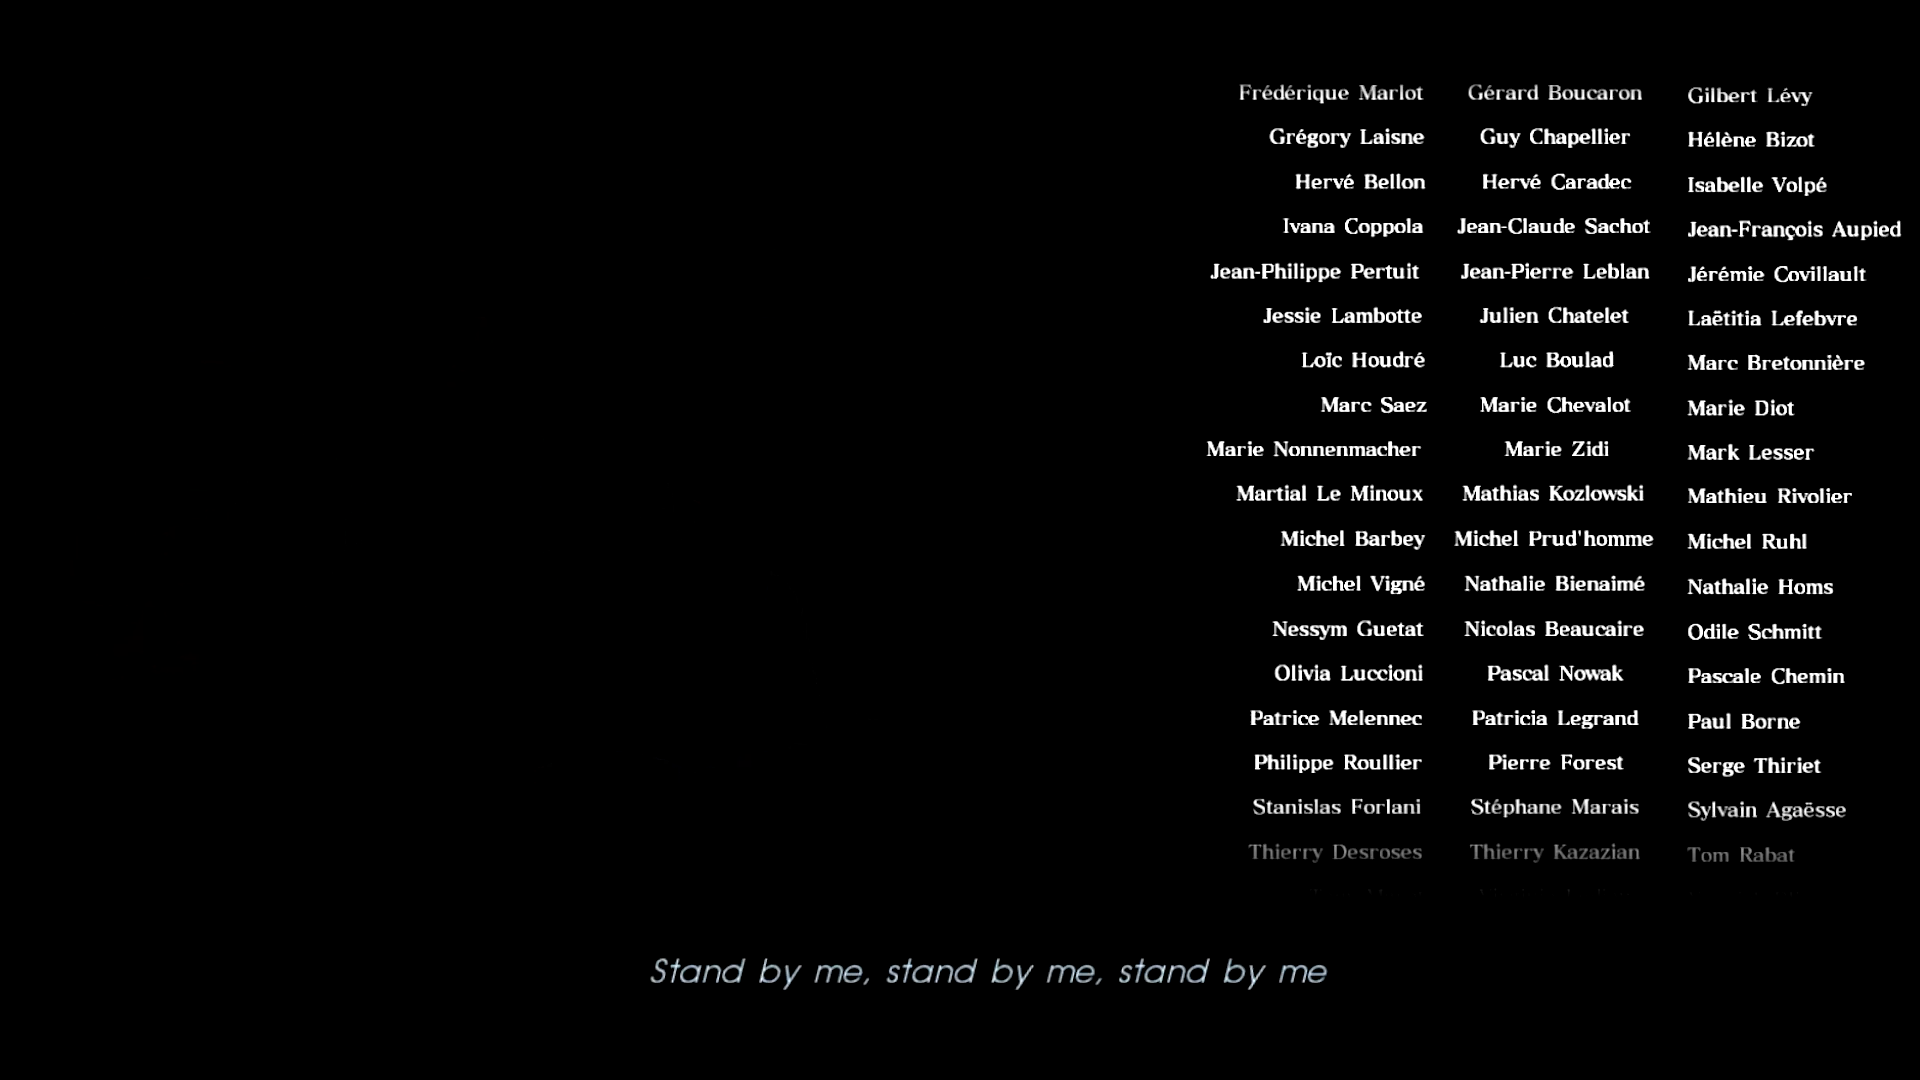 Frédérique Marlot Gérard Boucaron Gilbert Lévy
Grégory Laisne Guy Chapellier Hélène Bizot
Hervé Bellon Hervé Caradec Isabelle Volpé
Ivana Coppola Jean-Claude Sachot Jean-François Aupied
Jean-Philippe Pertuit Jean-Pierre Leblan Jérémie Covillault
Jessie Lambotte Julien Chatelet Laëtitia Lefebvre
Loïc Houdré Luc Boulad Marc Bretonnière
Marc Saez Marie Chevalot Marie Diot
Marie Nonnenmacher Marie Zidi Mark Lesser
Martial Le Minoux Mathias Kozlowski Mathieu Rivolier
Michel Barbey Michel Prud'homme Michel Ruhl
Michel Vigné Nathalie Bienaimé Nathalie Homs
Nessym Guetat Nicolas Beaucaire Odile Schmitt
Olivia Luccioni Pascal Nowak Pascale Chemin
Patrice Melennec Patricia Legrand Paul Borne
Philippe Roullier Pierre Forest Serge Thiriet
Stanislas Forlani Stéphane Marais Sylvain Agaësse
Thierry Desroses Thierry Kazazian Tom Rabat
Stand by me, stand by me, stand by me